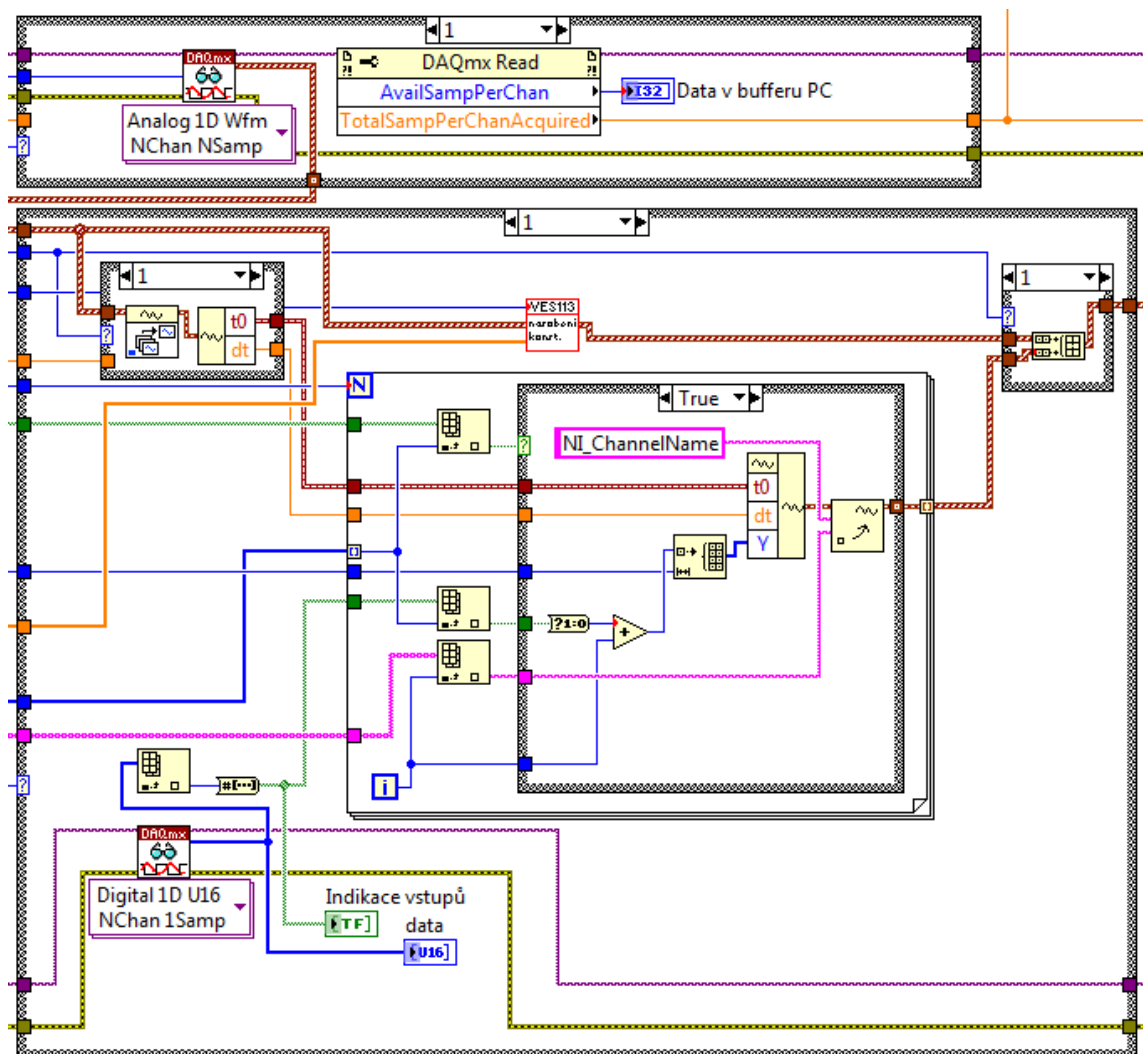 1
DAQmx
Analog 1D Wfm
NChan NSamp
DAQmx Read
AvailSampPerChan
TotalSampPerChanAcquired
I32
Data v bufferu PC
1
1
t0
dt
VES113
narabeni
konst.
1
N
True
NI_ChannelName
t0
dt
Y
?1:0
+
i
#[...]
DAQmx
Digital 1D U16
NChan 1Samp
Indikace vstupů
TF
data
U16